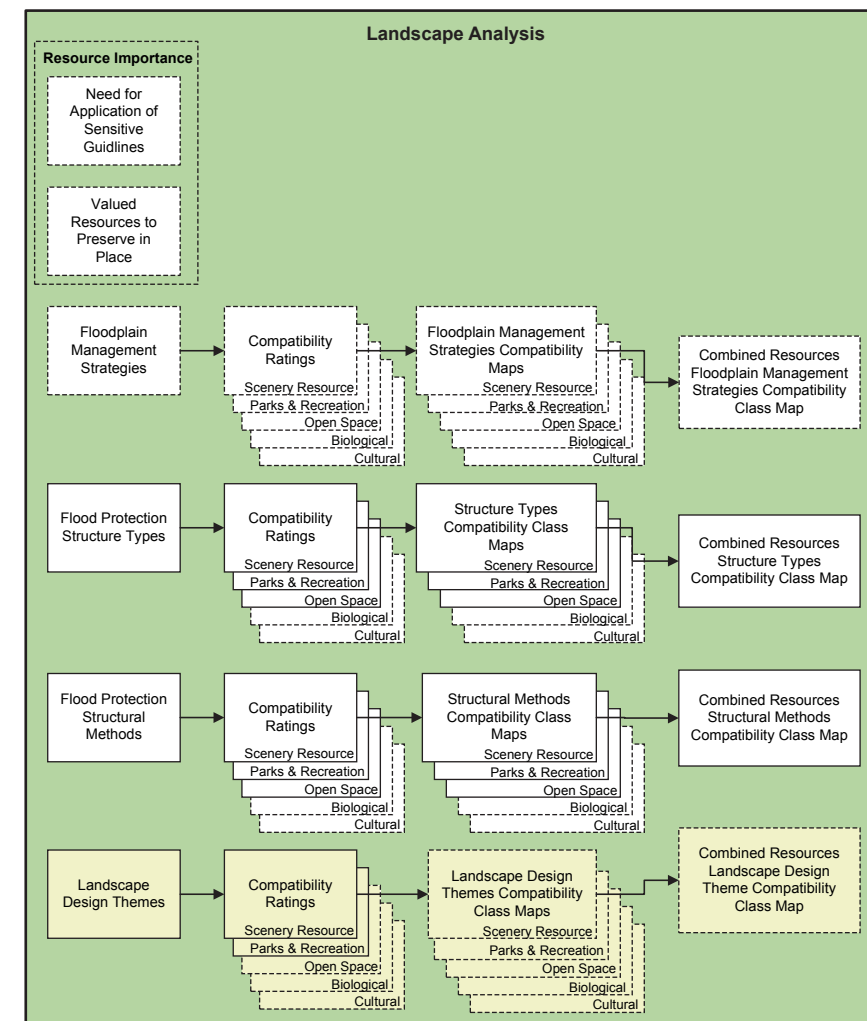 Landscape Analysis
Resource Importance
Need for
Application of
Sensitive
Guidlines
Valued
Resources to
Preserve in
Place
Floodplain
Management
Strategies
Compatibility
Ratings
Scenery Resource
Parks & Recreation
Open Space
Biological
Cultural
Floodplain Management
Strategies Compatibility
Maps
Scenery Resource
Parks & Recreation
Open Space
Biological
Cultural
Combined Resources
Floodplain Management
Strategies Compatibility
Class Map
Flood Protection
Structure Types
Compatibility
Ratings
Scenery Resource
Parks & Recreation
Open Space
Biological
Cultural
Structure Types
Compatibility Class
Maps
Scenery Resource
Parks & Recreation
Open Space
Biological
Cultural
Combined Resources
Structure Types
Compatibility Class Map
Flood Protection
Structural
Methods
Compatibility
Ratings
Scenery Resource
Parks & Recreation
Open Space
Biological
Cultural
Structural Methods
Compatibility Class
Maps
Scenery Resource
Parks & Recreation
Open Space
Biological
Cultural
Combined Resources
Structural Methods
Compatibility Class Map
Landscape
Design Themes
Compatibility
Ratings
Scenery Resource
Parks & Recreation
Open Space
Biological
Cultural
Landscape Design
Themes Compatibility
Class Maps
Scenery Resource
Parks & Recreation
Open Space
Biological
Cultural
Combined Resources
Landscape Design
Theme Compatibility
Class Map